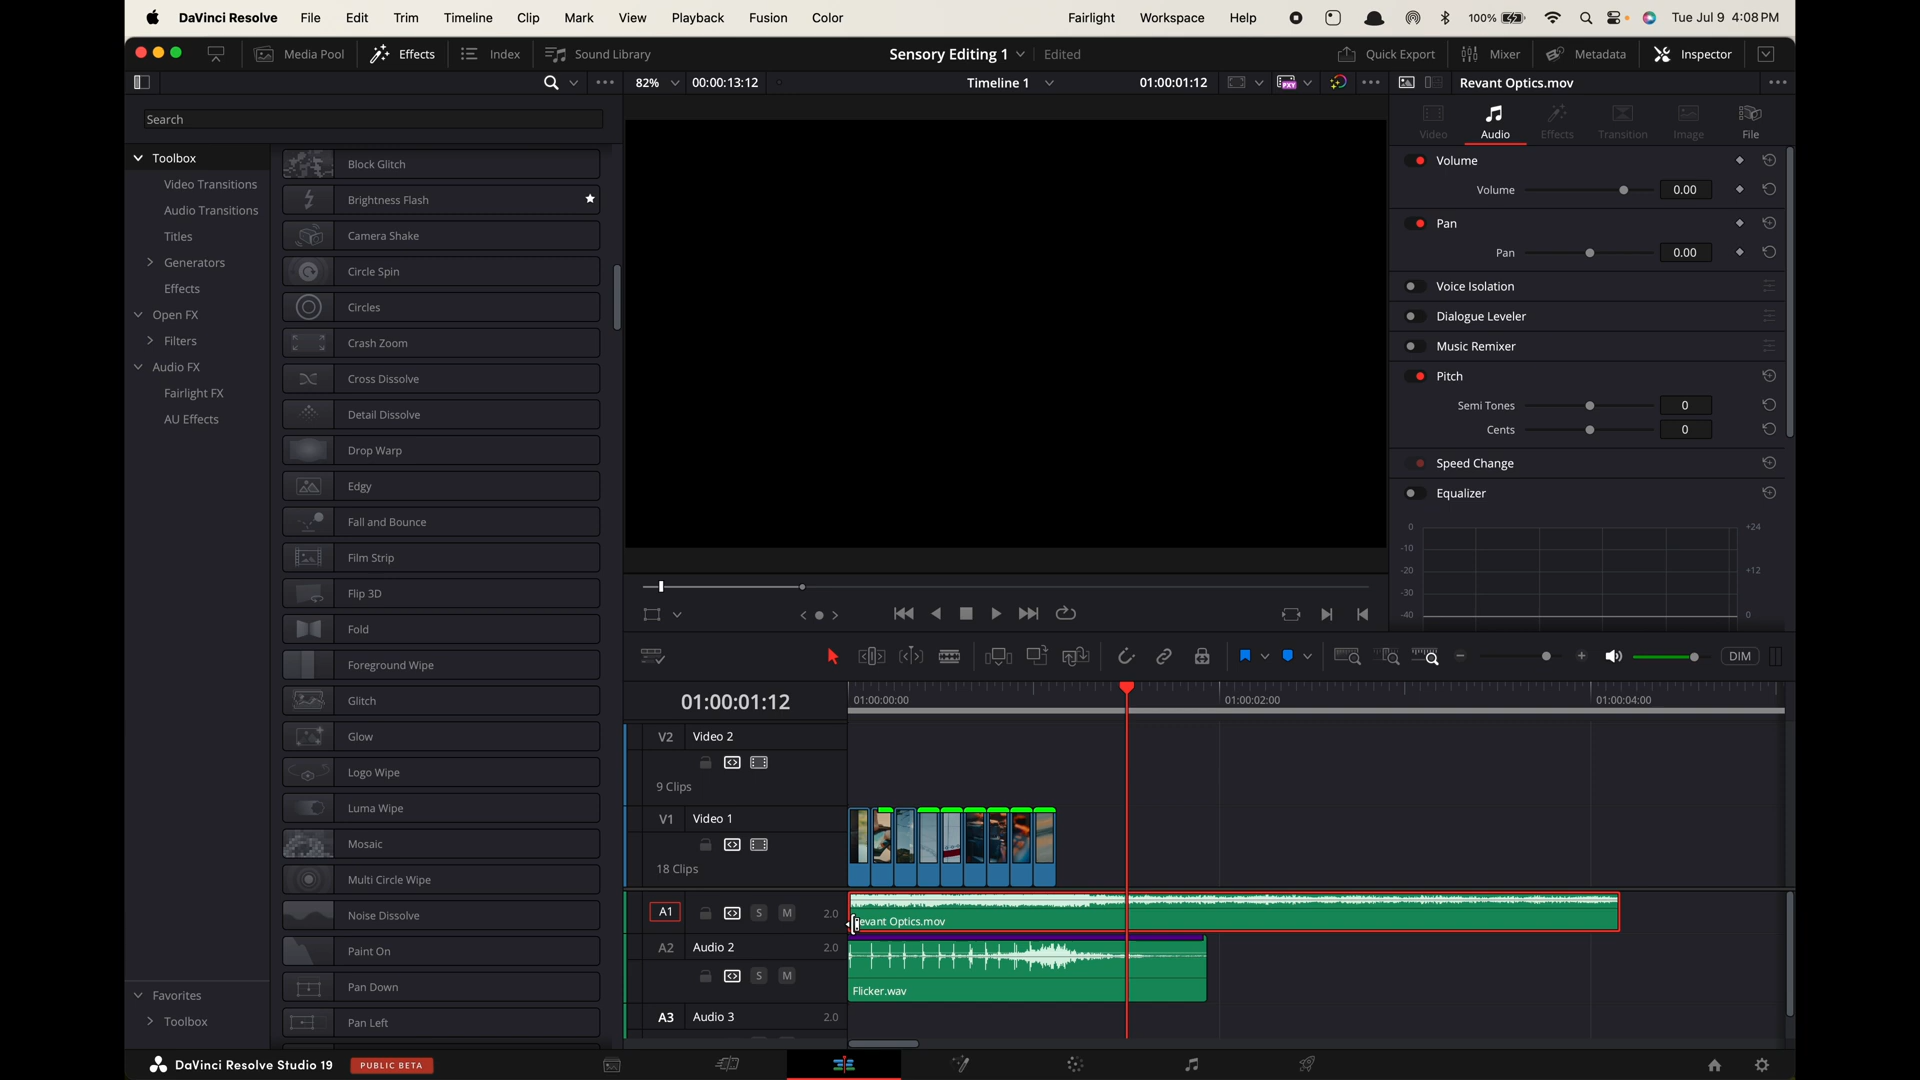 DaVinci Resolve File Edit Trim Timeline Clip Mark View Playback Fusion Color Fairlight Workspace Help 100% Tue Jul 9 4:08 PM
Media Pool Effects Index Sound Library Sensory Editing 1 Edited Quick Export Mixer Metadata Inspector
82% 00:00:13:12 Timeline 1 01:00:01:12 PXY Revant Optics.mov
Search
Video Audio Effects Transition Image File
Toolbox
Video Transitions
Audio Transitions
Titles
Generators
Effects
Open FX
Filters
Audio FX
Fairlight FX
AU Effects
Favorites
Toolbox
Block Glitch
Brightness Flash
Camera Shake
Circle Spin
Circles
Crash Zoom
Cross Dissolve
Detail Dissolve
Drop Warp
Edgy
Fall and Bounce
Film Strip
Flip 3D
Fold
Foreground Wipe
Glitch
Glow
Logo Wipe
Luma Wipe
Mosaic
Multi Circle Wipe
Noise Dissolve
Paint On
Pan Down
Pan Left
Volume
Volume 0.00
Pan
Pan 0.00
Voice Isolation
Dialogue Leveler
Music Remixer
Pitch
Semi Tones 0
Cents 0
Speed Change
Equalizer
0 +24
-10
-20 +12
-30
-40 0
DIM
01:00:01:12 01:00:00:00 01:00:02:00 01:00:04:00
V2 Video 2
9 Clips
V1 Video 1
18 Clips
A1 S M 2.0
evant Optics.mov
A2 Audio 2 2.0
S M
Flicker.wav
A3 Audio 3 2.0
DaVinci Resolve Studio 19 PUBLIC BETA